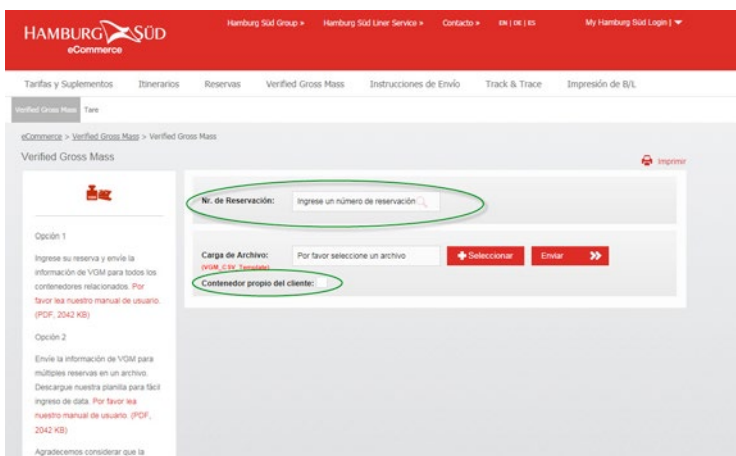 HAMBURG SÜD
eCommerce
Hamburg Süd Group » Hamburg Süd Liner Service » Contacto » EN | DE | ES My Hamburg Süd Login |
Tarifas y Suplementos Itinerarios Reservas Verified Gross Mass Instrucciones de Envío Track & Trace Impresión de B/L
Verified Gross Mass Tare
eCommerce > Verified Gross Mass > Verified Gross Mass
Verified Gross Mass
Imprimir
Nr. de Reservación: Ingrese un número de reservación
Carga de Archivo: Por favor seleccione un archivo Seleccionar Enviar
(VGM_CSV_Template)
Contenedor propio del cliente:
Opción 1
Ingrese su reserva y envíe la
información de VGM para todos los
contenedores relacionados. Por
favor lea nuestro manual de usuario.
(PDF, 2042 KB)
Opción 2
Envíe la información de VGM para
múltiples reservas en un archivo.
Descargue nuestra planilla para fácil
ingreso de data. Por favor lea
nuestro manual de usuario. (PDF,
2042 KB)
Agradecemos considerar que la